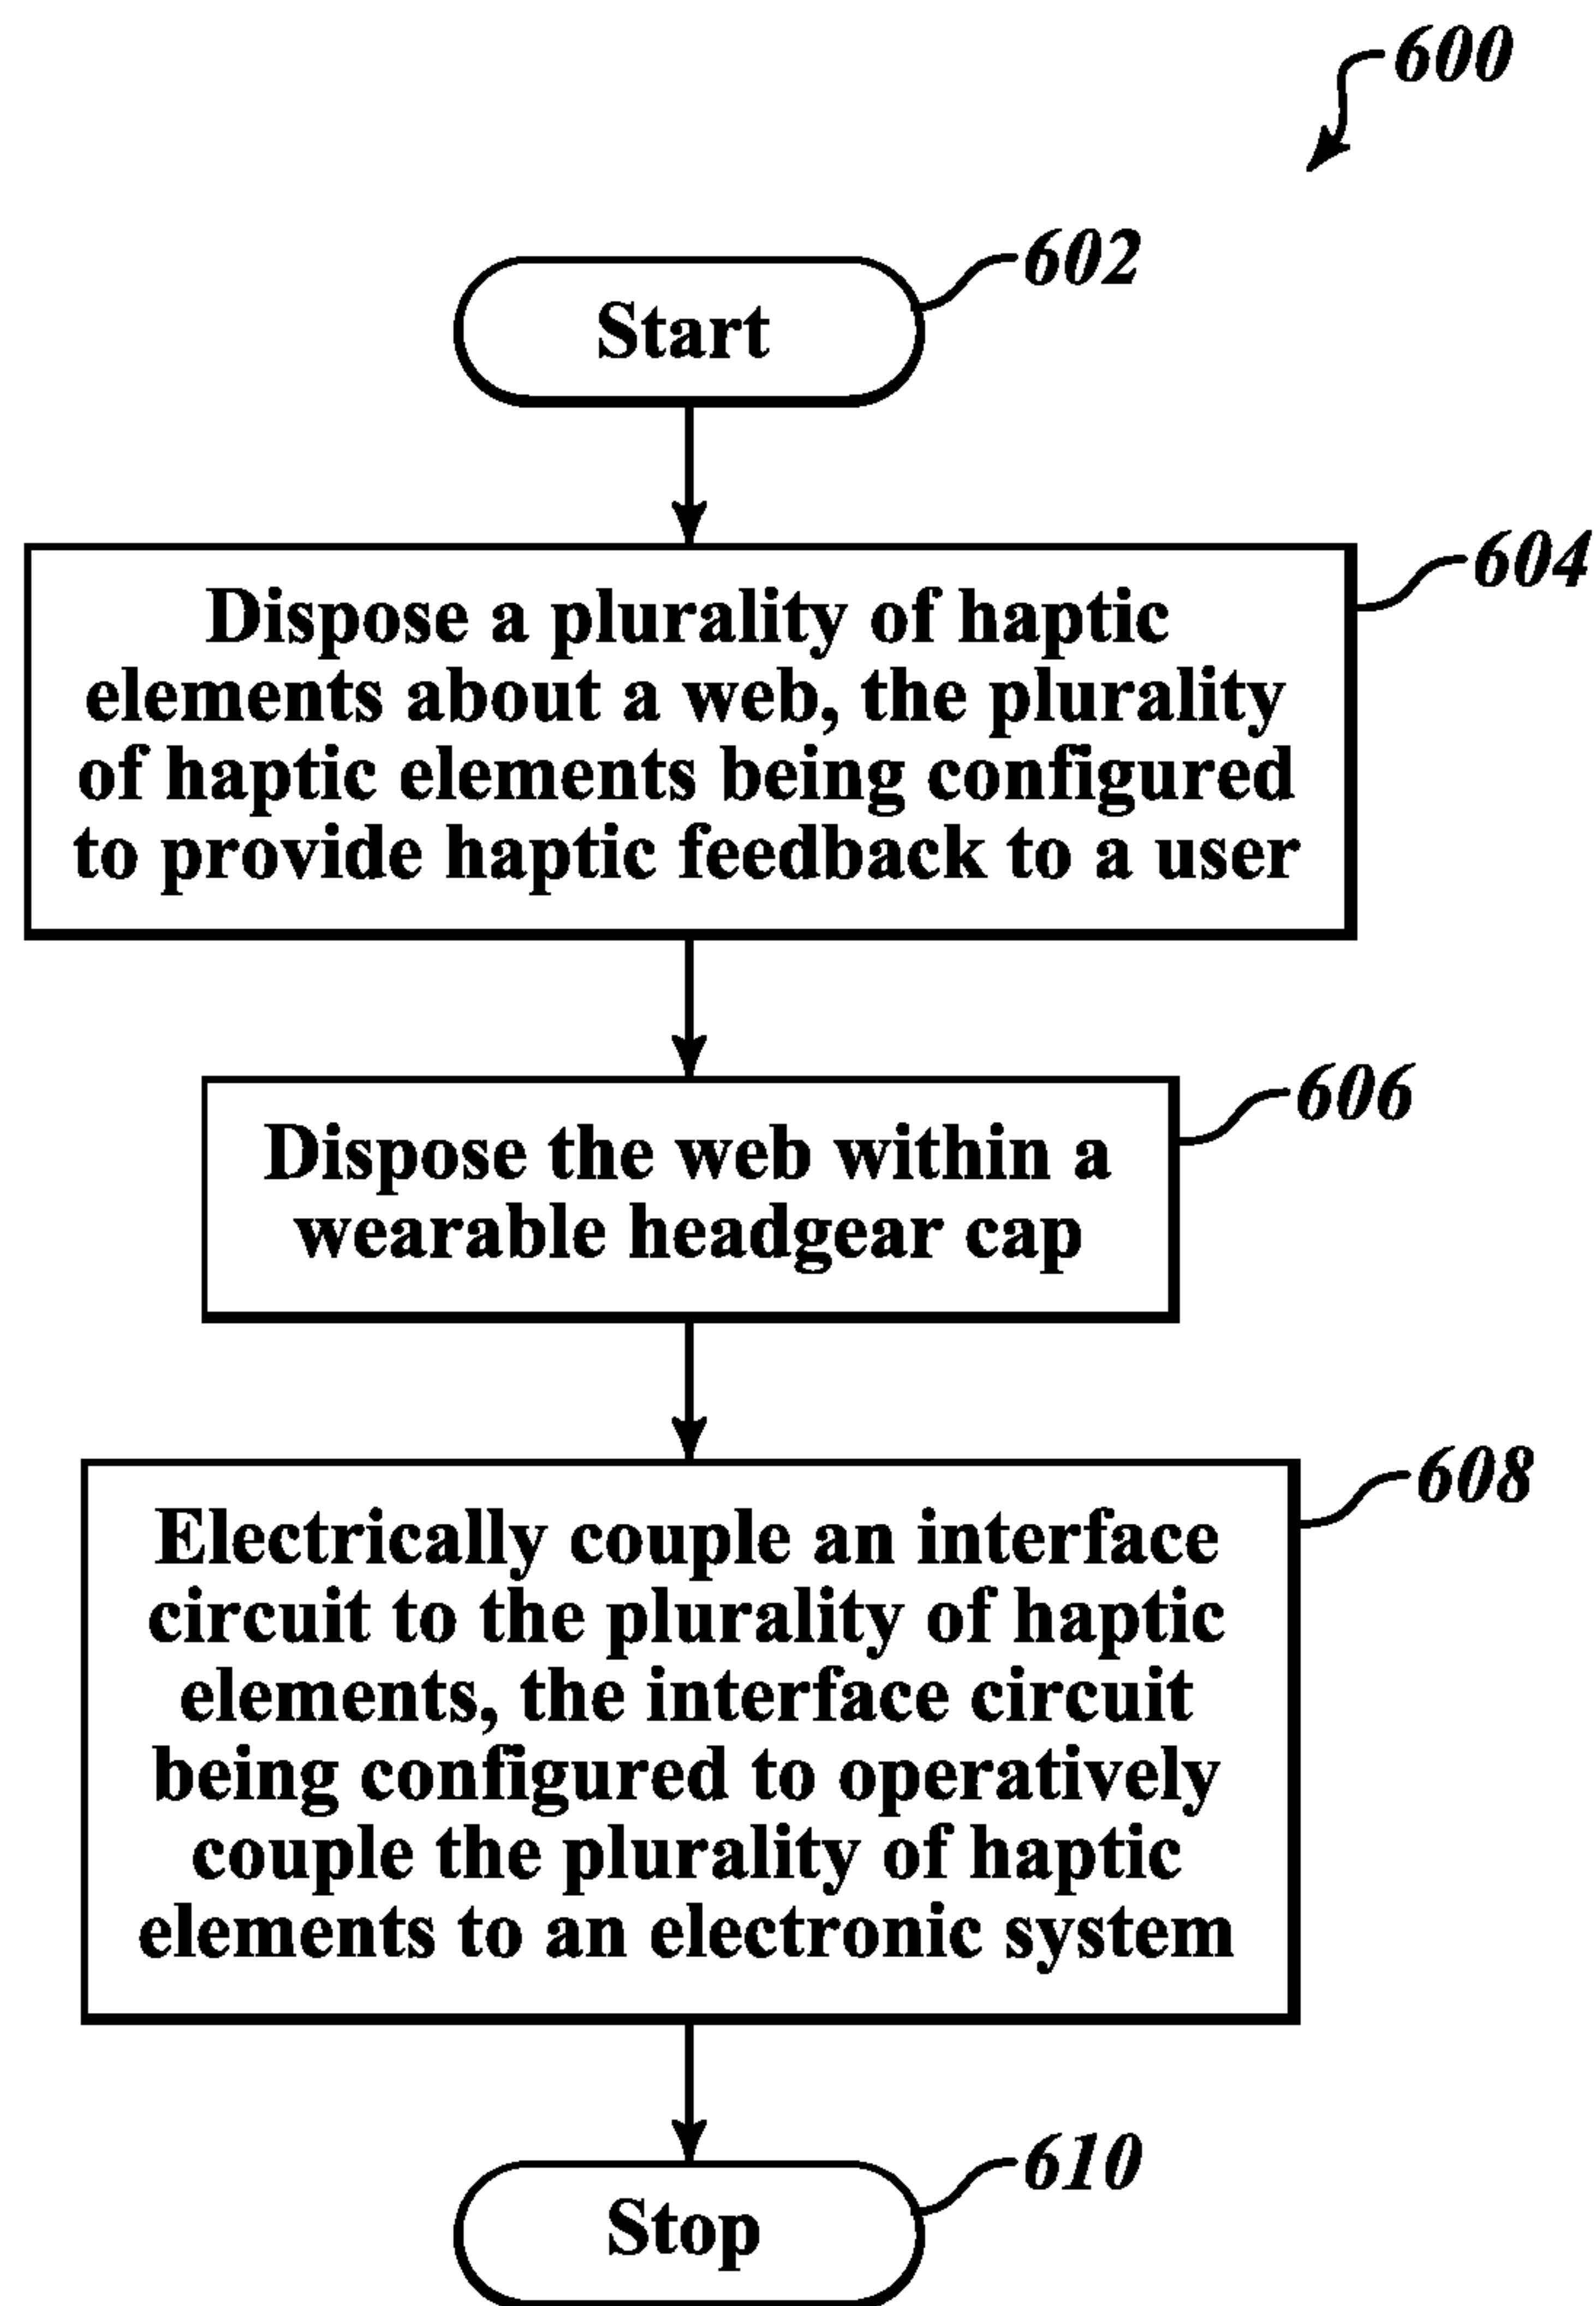 600
602
Start
604
Dispose a plurality of haptic
elements about a web, the plurality
of haptic elements being configured
to provide haptic feedback to a user
606
Dispose the web within a
wearable headgear cap
608
Electrically couple an interface
circuit to the plurality of haptic
elements, the interface circuit
being configured to operatively
couple the plurality of haptic
elements to an electronic system
610
Stop